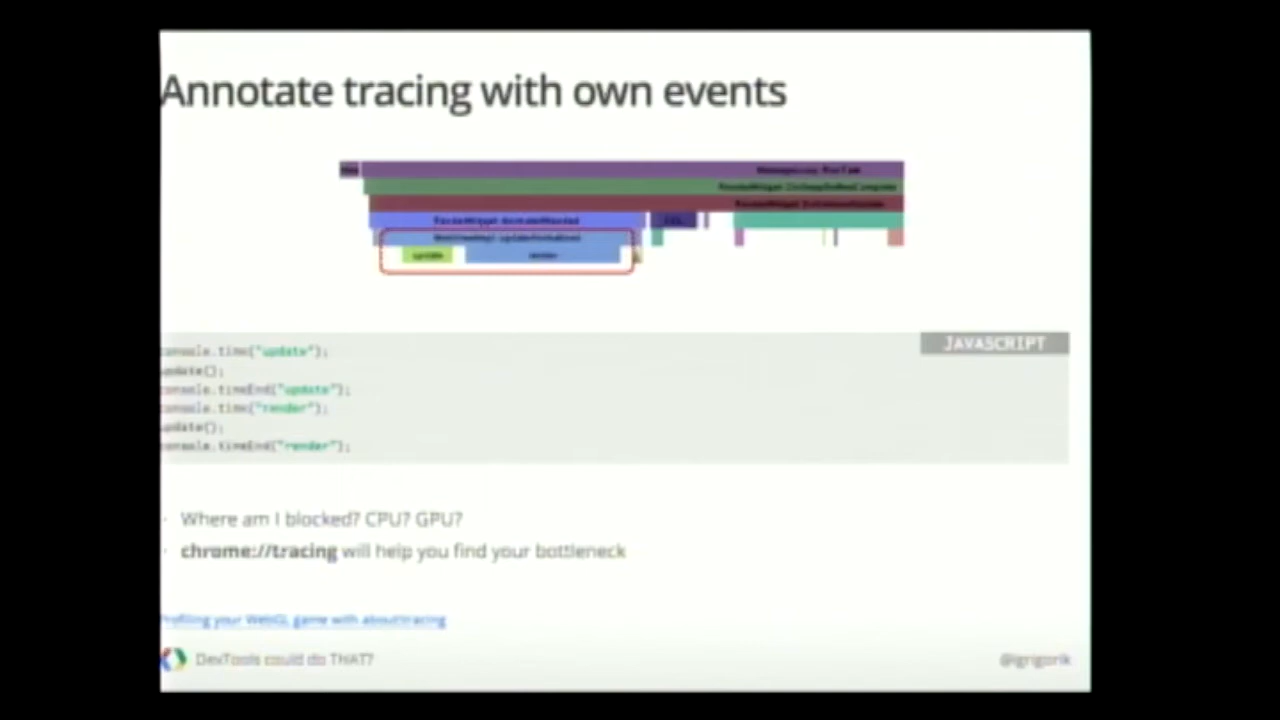 Annotate tracing with own events
update
render
JAVASCRIPT
console.time("update");
update();
console.timeEnd("update");
console.time("render");
update();
console.timeEnd("render");
· Where am I blocked? CPU? GPU?
· chrome://tracing will help you find your bottleneck
Profiling your WebGL game with about:tracing
DevTools could do THAT?
@igrigorik